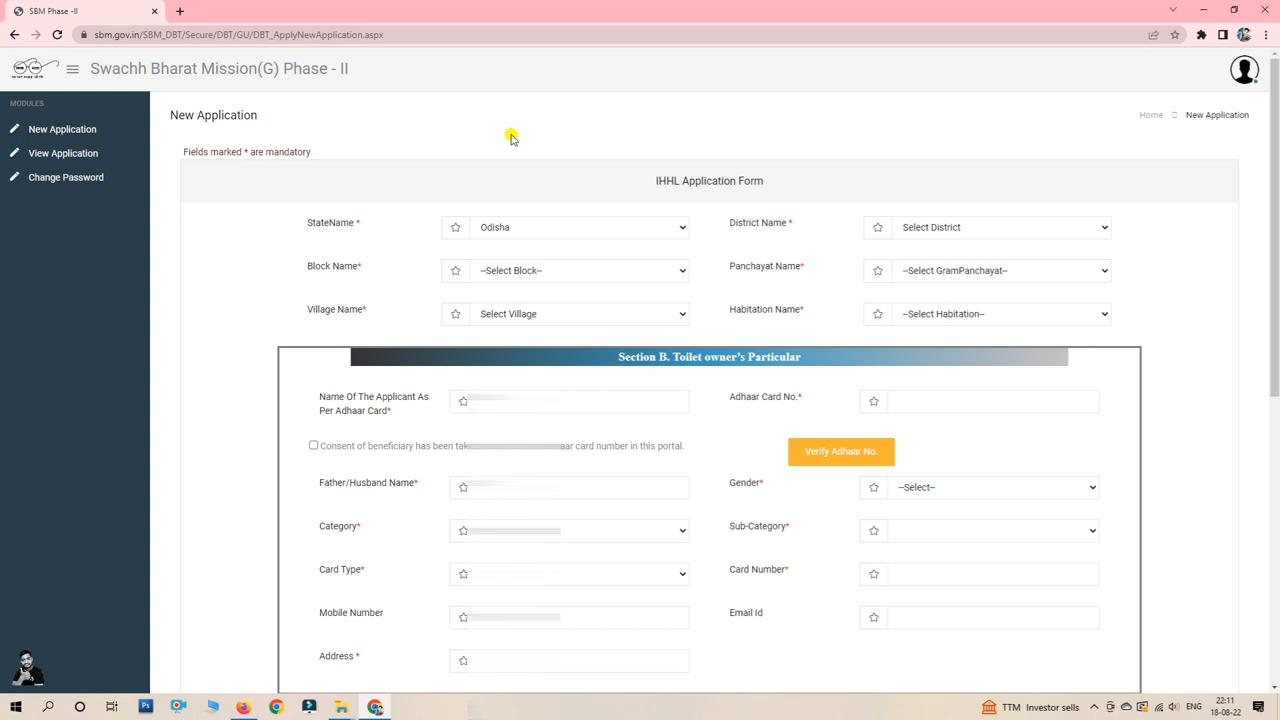 SBM Phase -II
sbm.gov.in/SBM_DBT/Secure/DBT/GU/DBT_ApplyNewApplication.aspx
Swachh Bharat Mission(G) Phase - II
MODULES
New Application
View Application
Change Password
New Application
Home New Application
Fields marked * are mandatory
IHHL Application Form
StateName * Odisha District Name * Select District
Block Name* --Select Block-- Panchayat Name* --Select GramPanchayat--
Village Name* Select Village Habitation Name* --Select Habitation--
Section B. Toilet owner's Particular
Name Of The Applicant As Adhaar Card No.*
Per Adhaar Card*
Consent of beneficiary has been tak aar card number in this portal. Verify Adhaar No.
Father/Husband Name* Gender* --Select--
Category* Sub-Category*
Card Type* Card Number*
Mobile Number Email Id
Address *
Ps
TTM Investor sells ENG 22:11
18-08-22